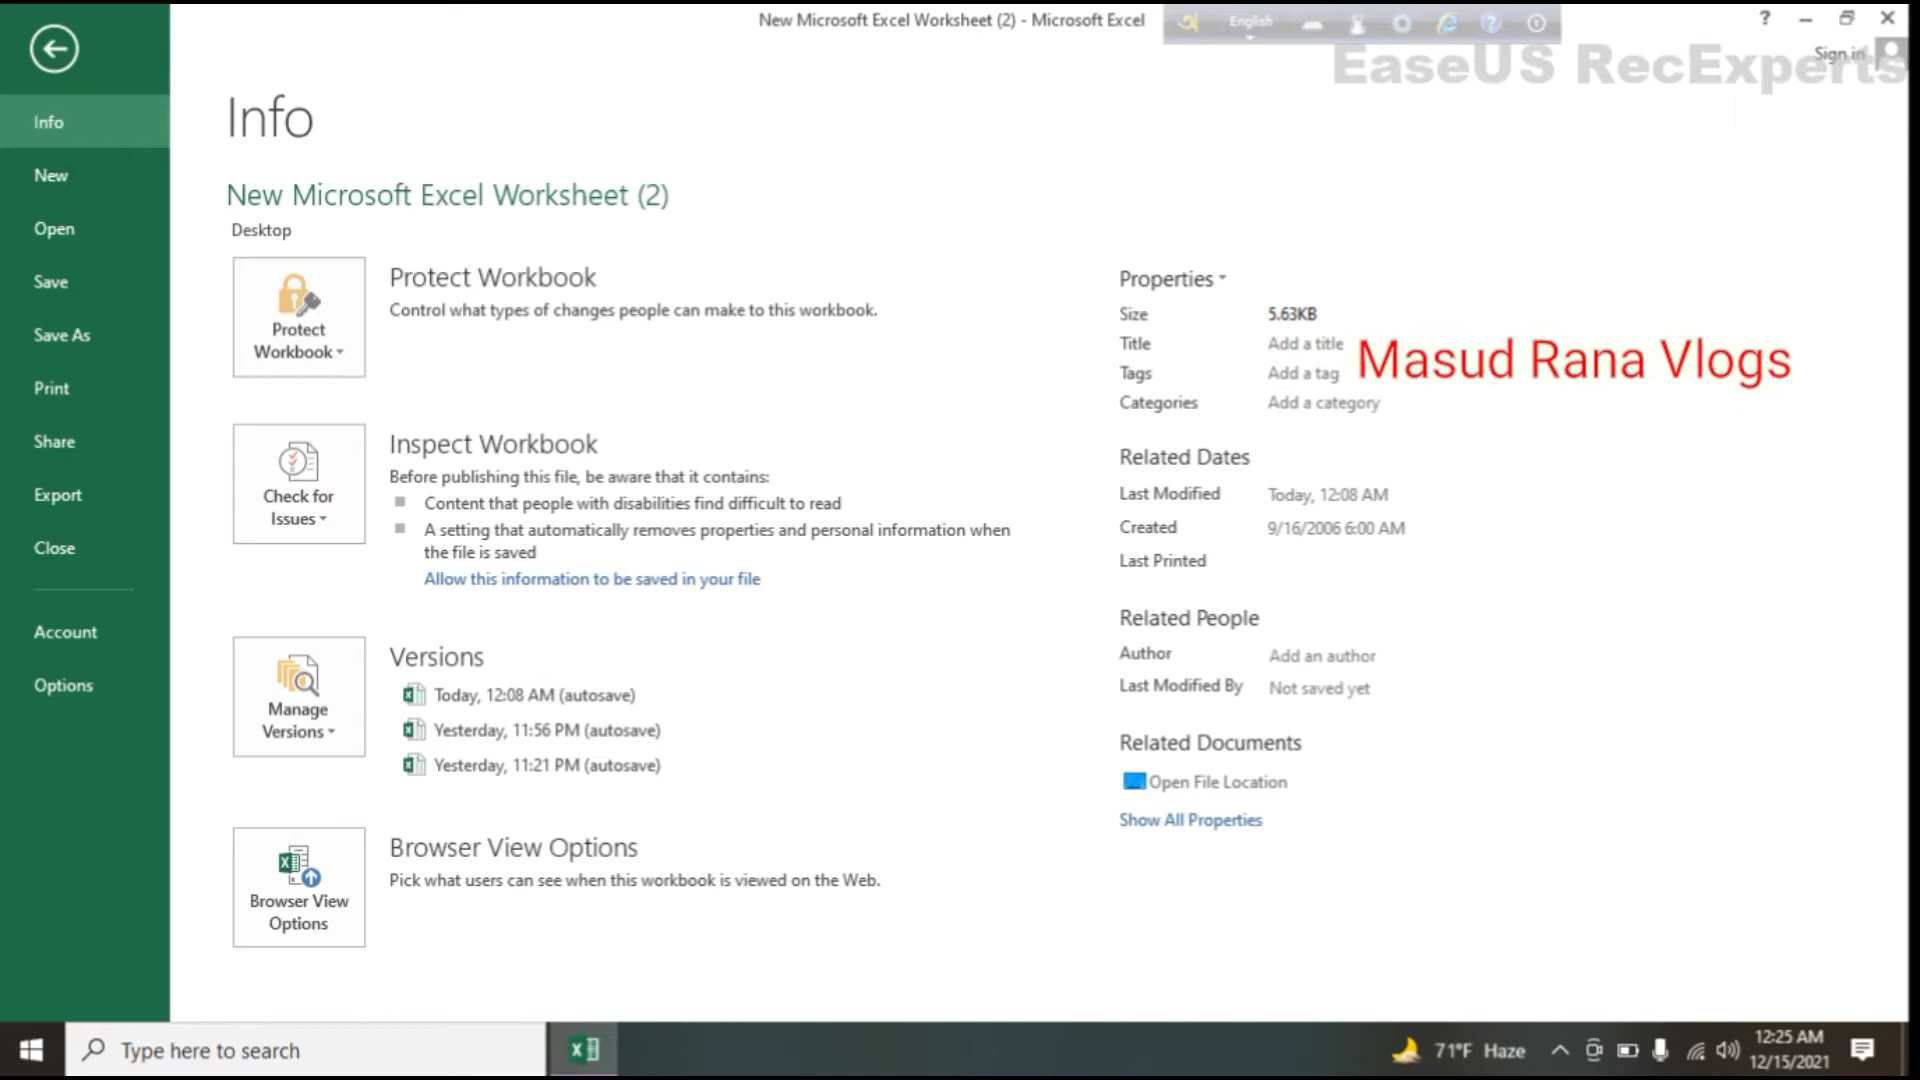 New Microsoft Excel Worksheet (2) - Microsoft Excel
English
Sign in
EaseUS RecExperts
Info
New
Open
Save
Save As
Print
Share
Export
Close
Account
Options
Info
New Microsoft Excel Worksheet (2)
Desktop
Protect
Workbook
Protect Workbook
Control what types of changes people can make to this workbook.
Check for
Issues
Inspect Workbook
Before publishing this file, be aware that it contains:
Content that people with disabilities find difficult to read
A setting that automatically removes properties and personal information when
the file is saved
Allow this information to be saved in your file
Manage
Versions
Versions
Today, 12:08 AM (autosave)
Yesterday, 11:56 PM (autosave)
Yesterday, 11:21 PM (autosave)
Browser View
Options
Browser View Options
Pick what users can see when this workbook is viewed on the Web.
Properties
Size 5.63KB
Title Add a title
Tags Add a tag
Categories Add a category
Masud Rana Vlogs
Related Dates
Last Modified Today, 12:08 AM
Created 9/16/2006 6:00 AM
Last Printed
Related People
Author Add an author
Last Modified By Not saved yet
Related Documents
Open File Location
Show All Properties
Type here to search
71°F Haze
12:25 AM
12/15/2021